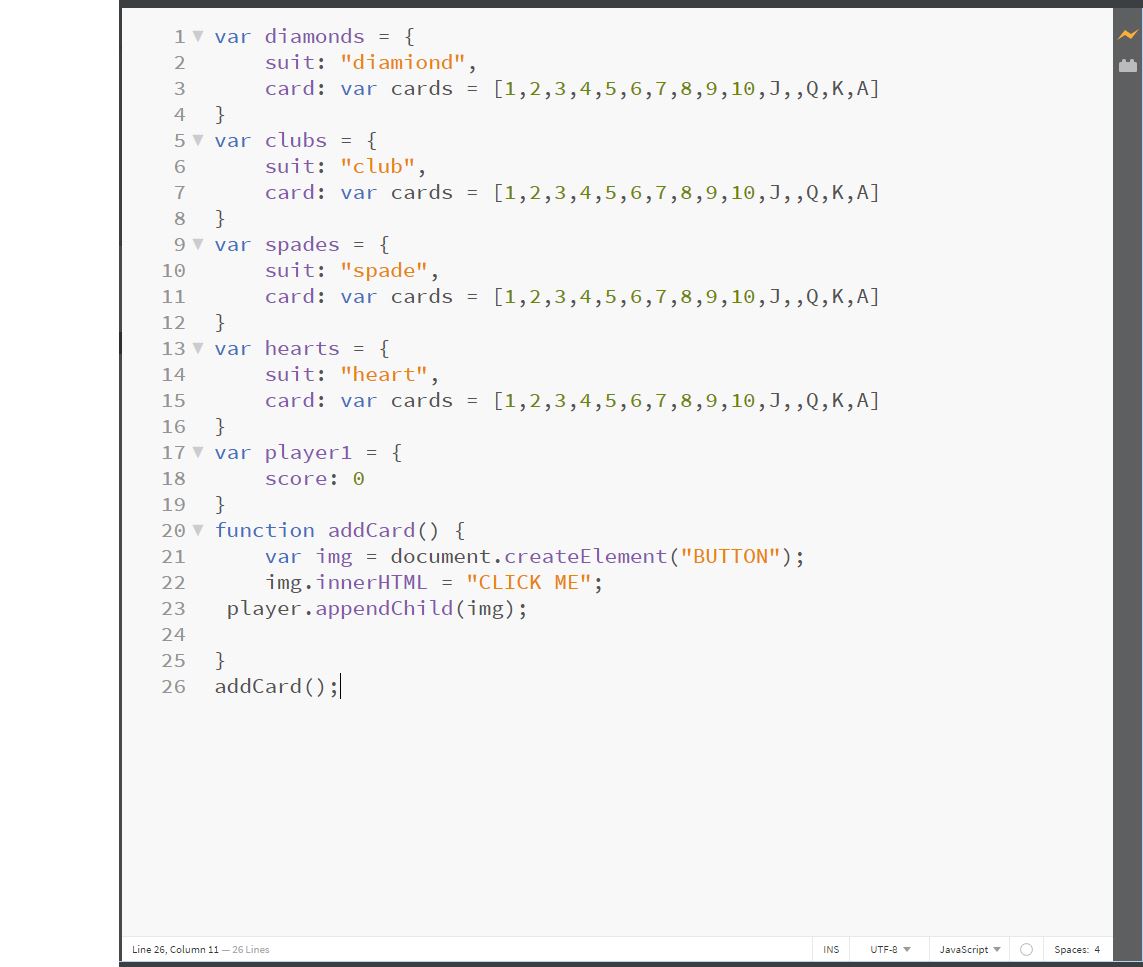 1 var diamonds = {
2     suit: "diamiond",
3     card: var cards = [1,2,3,4,5,6,7,8,9,10,J,,Q,K,A]
4 }
5 var clubs = {
6     suit: "club",
7     card: var cards = [1,2,3,4,5,6,7,8,9,10,J,,Q,K,A]
8 }
9 var spades = {
10     suit: "spade",
11     card: var cards = [1,2,3,4,5,6,7,8,9,10,J,,Q,K,A]
12 }
13 var hearts = {
14     suit: "heart",
15     card: var cards = [1,2,3,4,5,6,7,8,9,10,J,,Q,K,A]
16 }
17 var player1 = {
18     score: 0
19 }
20 function addCard() {
21     var img = document.createElement("BUTTON");
22     img.innerHTML = "CLICK ME";
23  player.appendChild(img);
24
25 }
26 addCard();
Line 26, Column 11 — 26 Lines INS UTF-8 JavaScript Spaces: 4